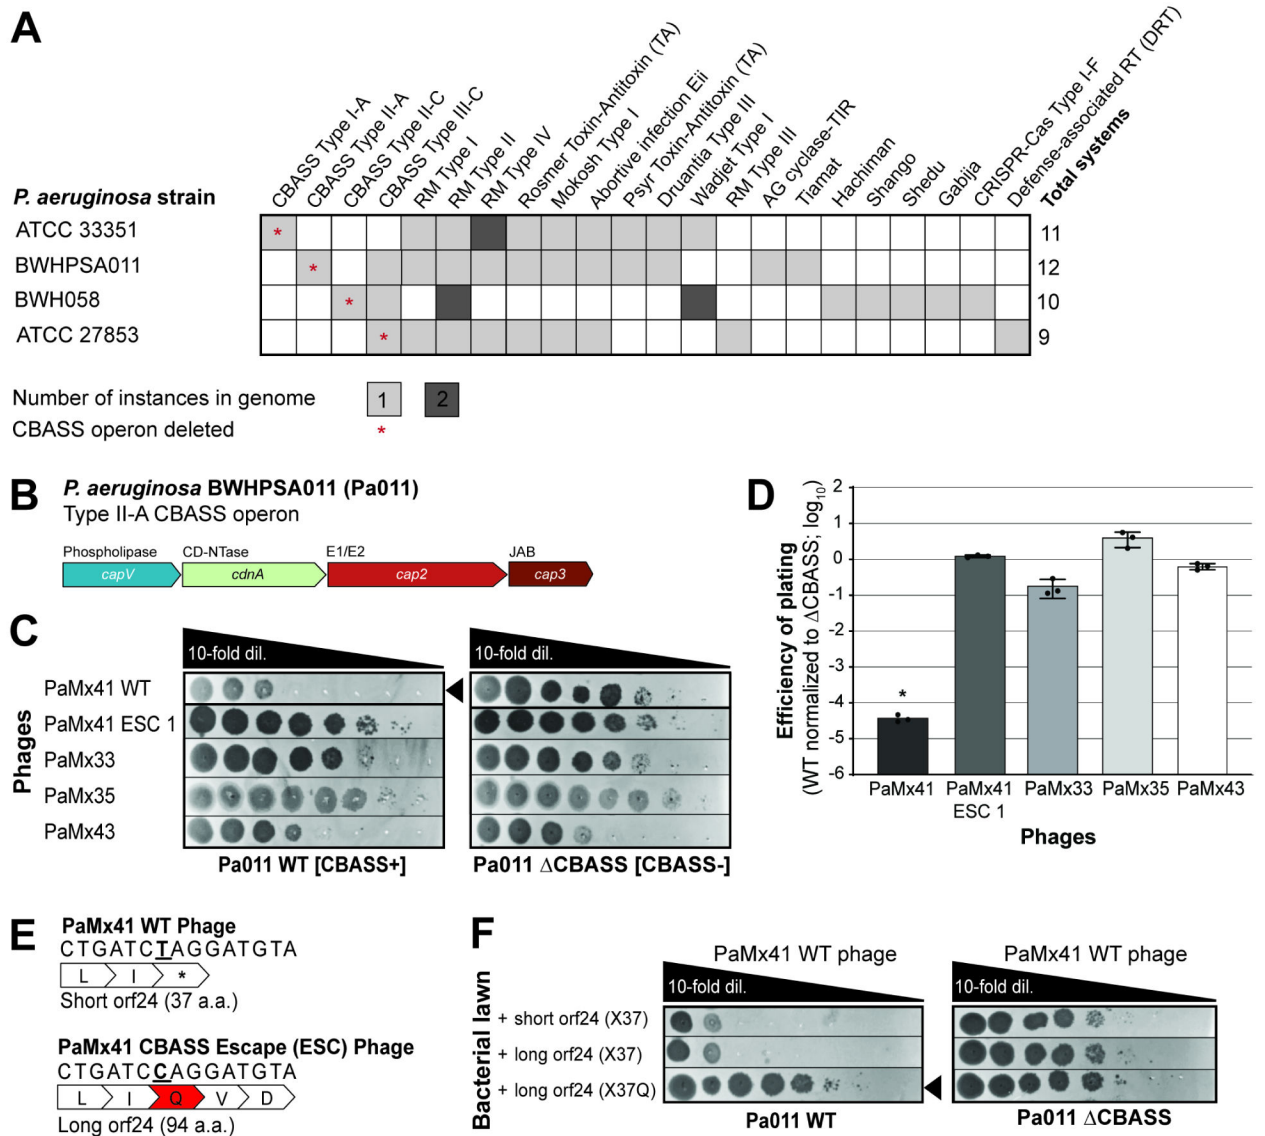 A
CBASS Type I-A
CBASS Type II-A
CBASS Type II-C
CBASS Type III-C
RM Type I
RM Type II
RM Type IV
Rosmer Toxin-Antitoxin (TA)
Mokosh Type I
Abortive infection Eii
Psyr Toxin-Antitoxin (TA)
Druantia Type III
Wadjet Type I
RM Type III
AG cyclase-TIR
Tiamat
Hachiman
Shango
Shedu
Gabija
CRISPR-Cas Type I-F
Defense-associated RT (DRT)
Total systems
P. aeruginosa strain
ATCC 33351 * 11
BWHPSA011 * 12
BWH058 * 10
ATCC 27853 * 9
Number of instances in genome 1 2
CBASS operon deleted *
B
P. aeruginosa BWHPSA011 (Pa011)
Type II-A CBASS operon
Phospholipase CD-NTase E1/E2 JAB
capV cdnA cap2 cap3
C
10-fold dil. 10-fold dil.
Phages
PaMx41 WT
PaMx41 ESC 1
PaMx33
PaMx35
PaMx43
Pa011 WT [CBASS+] Pa011 ΔCBASS [CBASS-]
D
Efficiency of plating
(WT normalized to ΔCBASS; log10)
2
1
0
-1
-2
-3
-4
-5
-6
*
PaMx41 PaMx41 ESC 1 PaMx33 PaMx35 PaMx43
Phages
E
PaMx41 WT Phage
CTGATCTAGGATGTA
L I *
Short orf24 (37 a.a.)
PaMx41 CBASS Escape (ESC) Phage
CTGATCCAGGATGTA
L I Q V D
Long orf24 (94 a.a.)
F
PaMx41 WT phage PaMx41 WT phage
10-fold dil. 10-fold dil.
Bacterial lawn
+ short orf24 (X37)
+ long orf24 (X37)
+ long orf24 (X37Q)
Pa011 WT Pa011 ΔCBASS